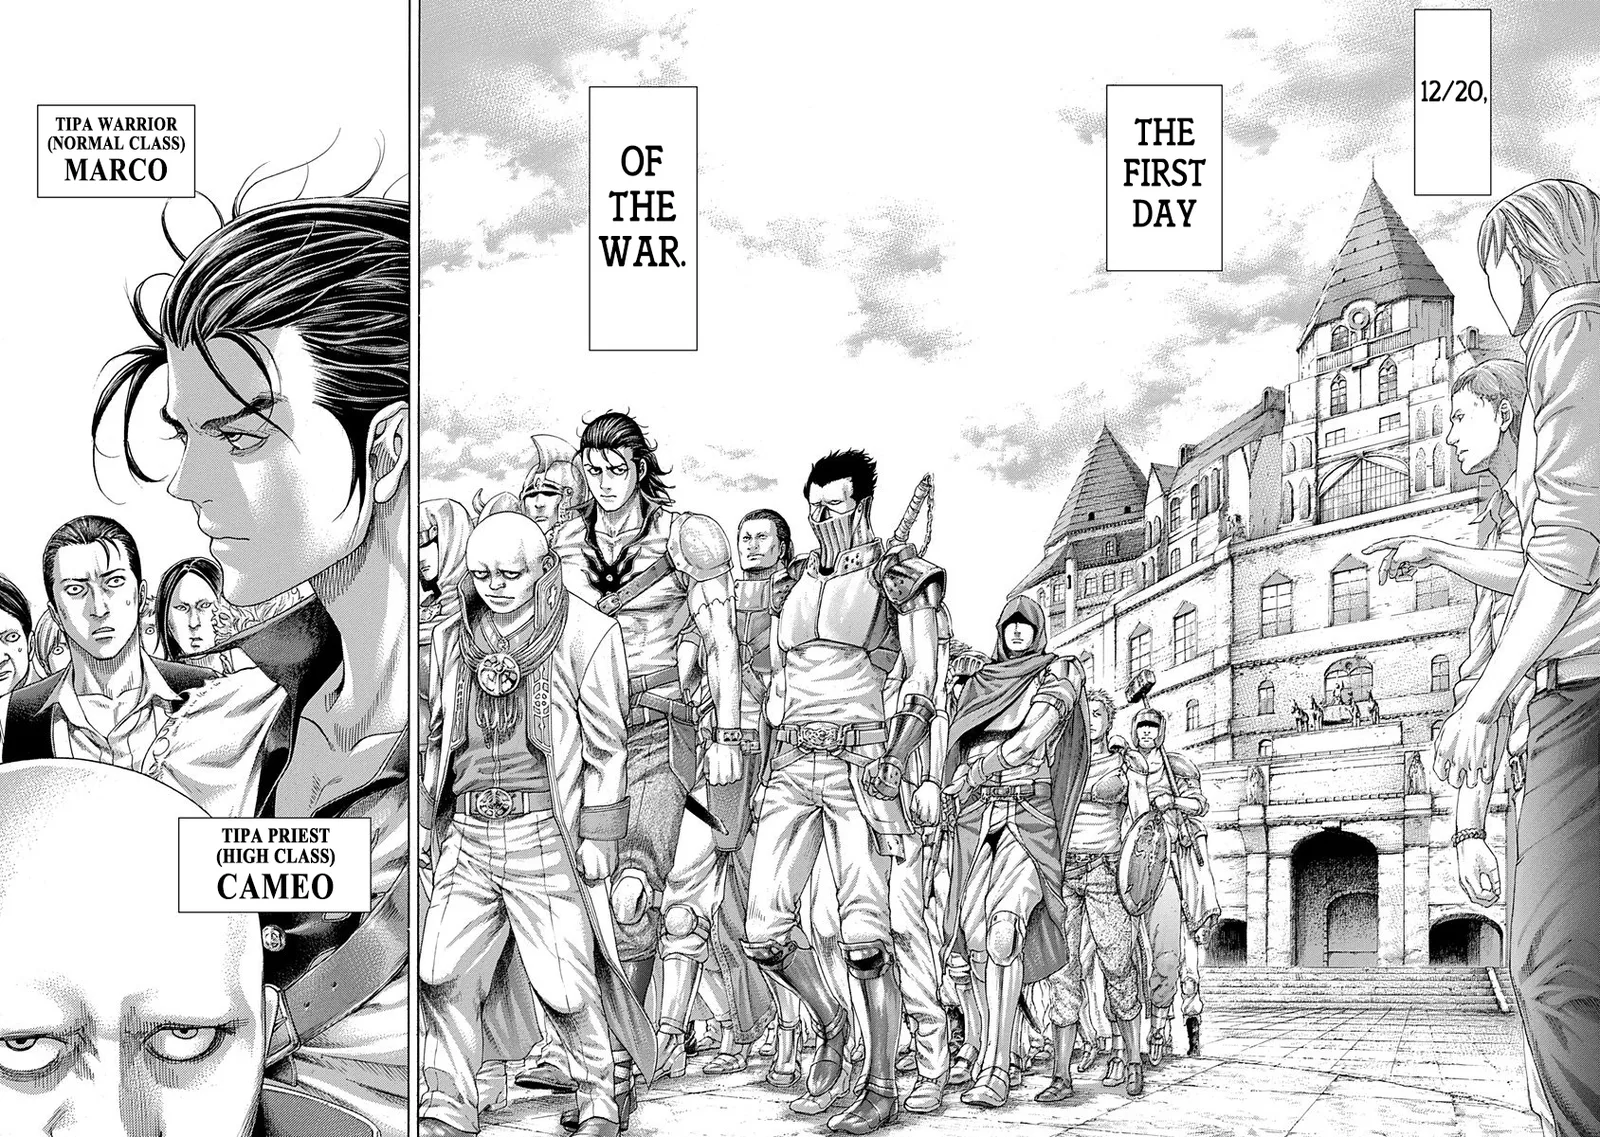 12/20,
THE
FIRST
DAY
OF
THE
WAR.
TIPA WARRIOR
(NORMAL CLASS)
MARCO
TIPA PRIEST
(HIGH CLASS)
CAMEO